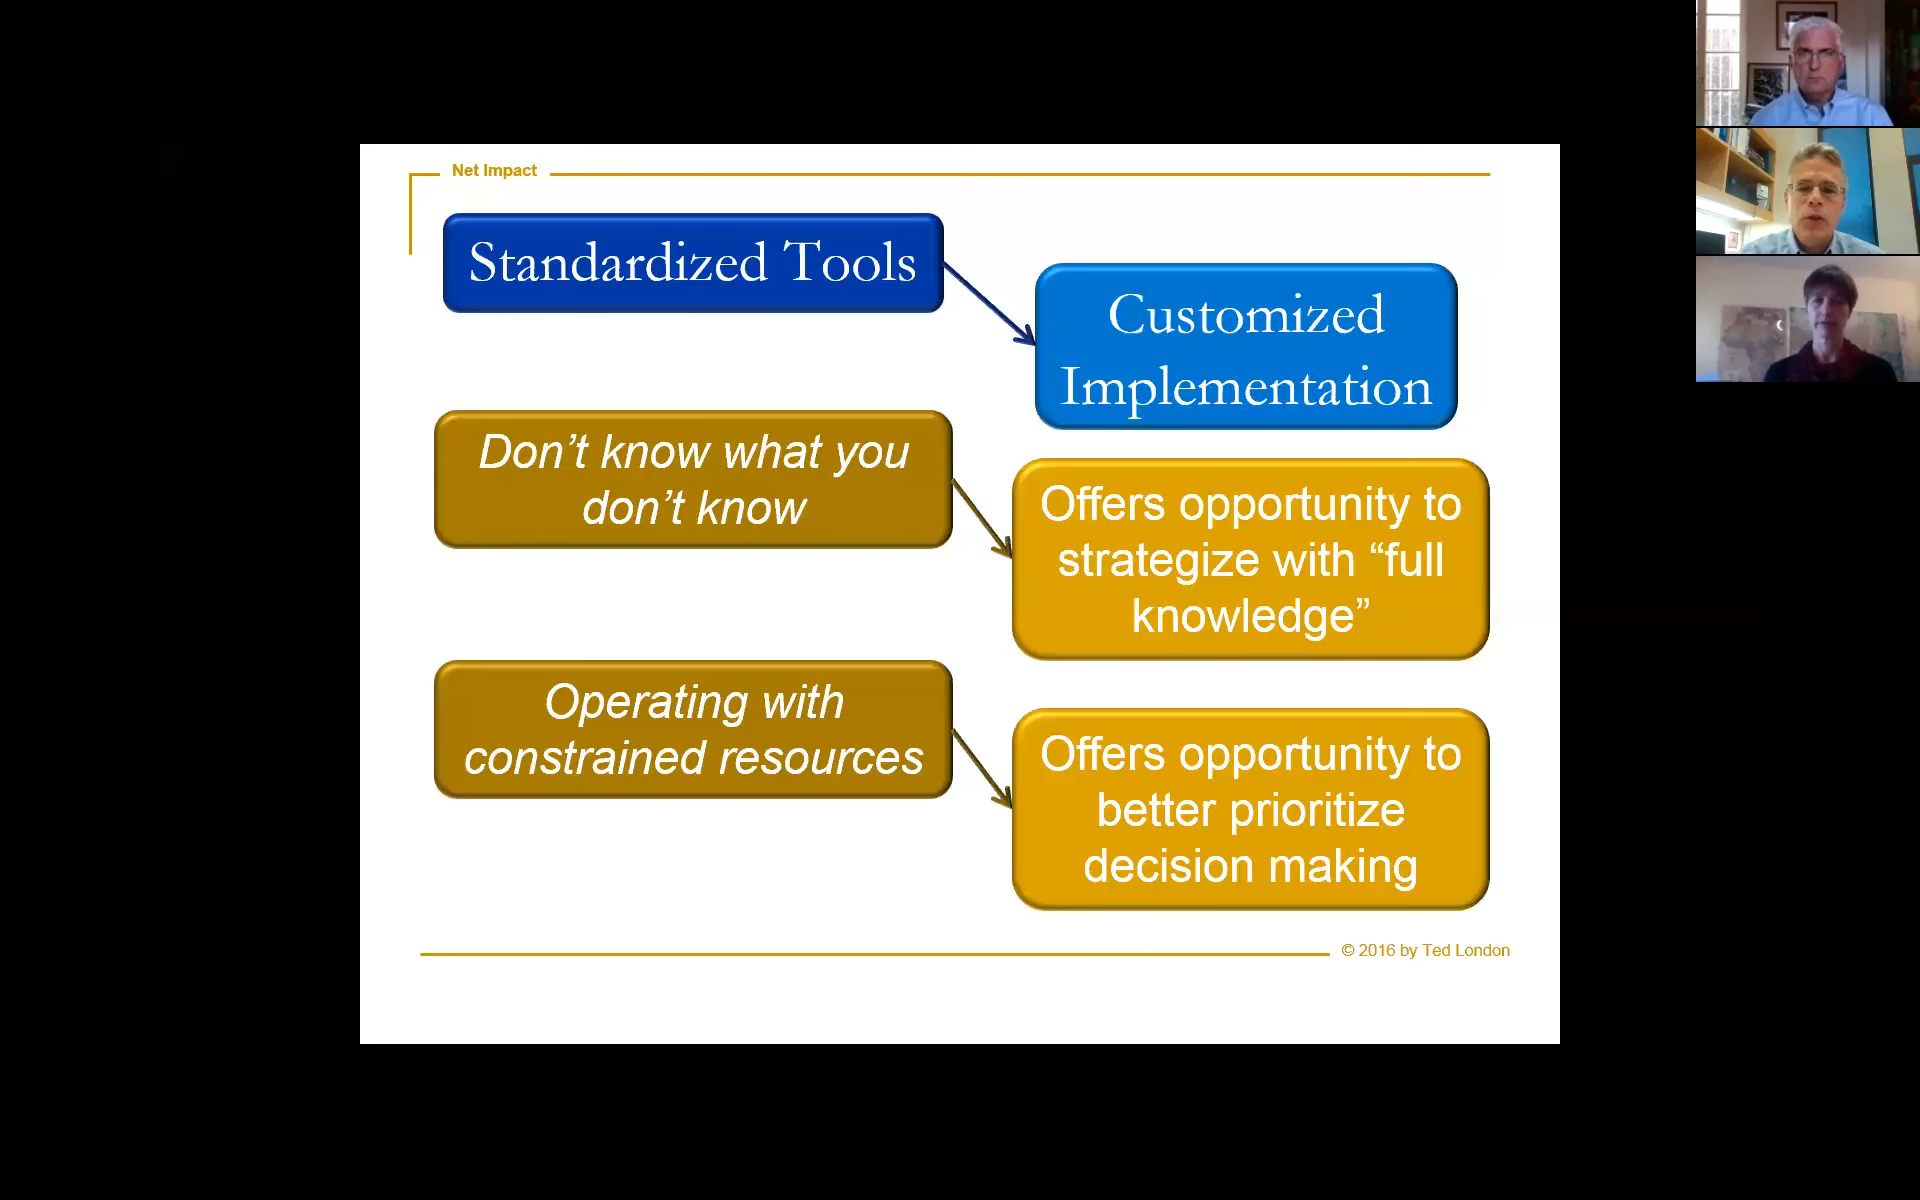 Net Impact
Standardized Tools
Customized
Implementation
Don’t know what you
don’t know
Offers opportunity to
strategize with “full
knowledge”
Operating with
constrained resources
Offers opportunity to
better prioritize
decision making
© 2016 by Ted London